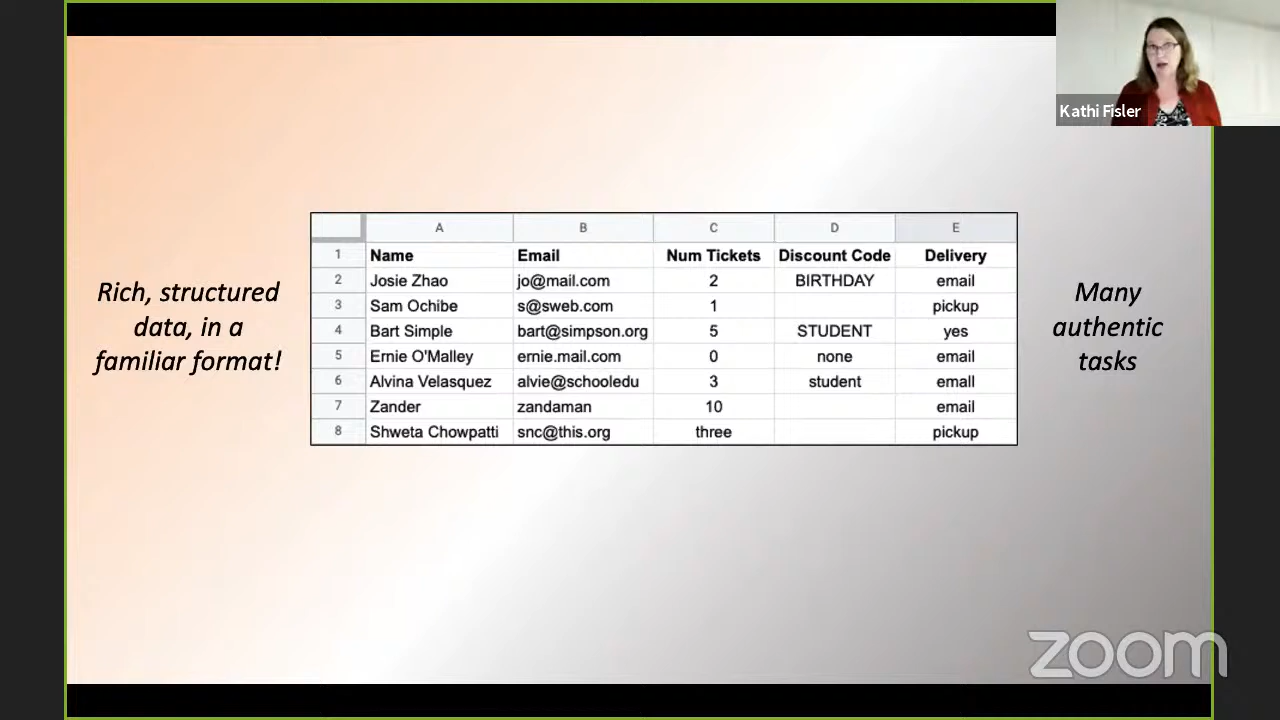 Kathi Fisler
Rich, structured
data, in a
familiar format!
A B C D E
1 Name Email Num Tickets Discount Code Delivery
2 Josie Zhao jo@mail.com 2 BIRTHDAY email
3 Sam Ochibe s@sweb.com 1 pickup
4 Bart Simple bart@simpson.org 5 STUDENT yes
5 Ernie O'Malley ernie.mail.com 0 none email
6 Alvina Velasquez alvie@schooledu 3 student emall
7 Zander zandaman 10 email
8 Shweta Chowpatti snc@this.org three pickup
Many
authentic
tasks
zoom